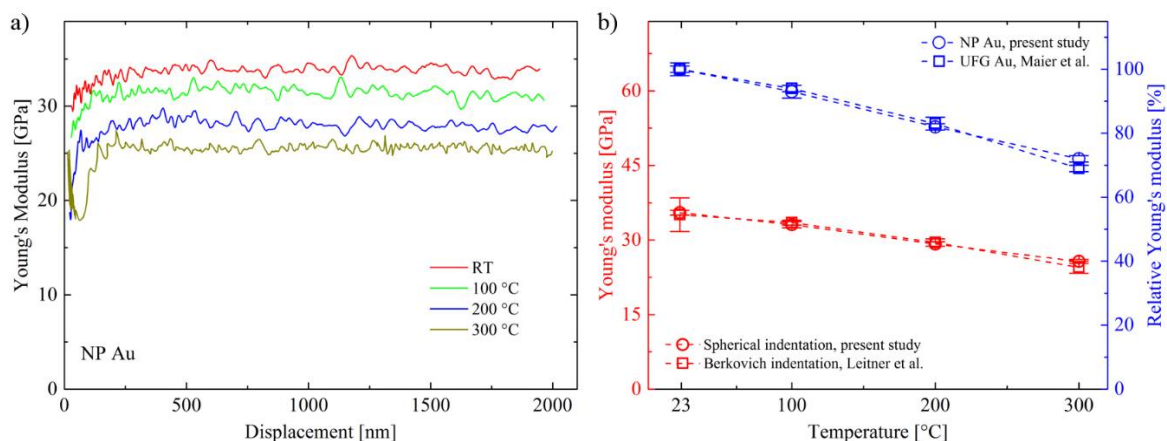 a)
Young's Modulus [GPa]
30
20
10
0
RT
100 °C
200 °C
300 °C
NP Au
0
500
1000
1500
2000
Displacement [nm]
b)
Young's modulus [GPa]
60
45
30
15
NP Au, present study
UFG Au, Maier et al.
Spherical indentation, present study
Berkovich indentation, Leitner et al.
23
100
200
300
Temperature [°C]
100
80
60
40
20
0
Relative Young's modulus [%]